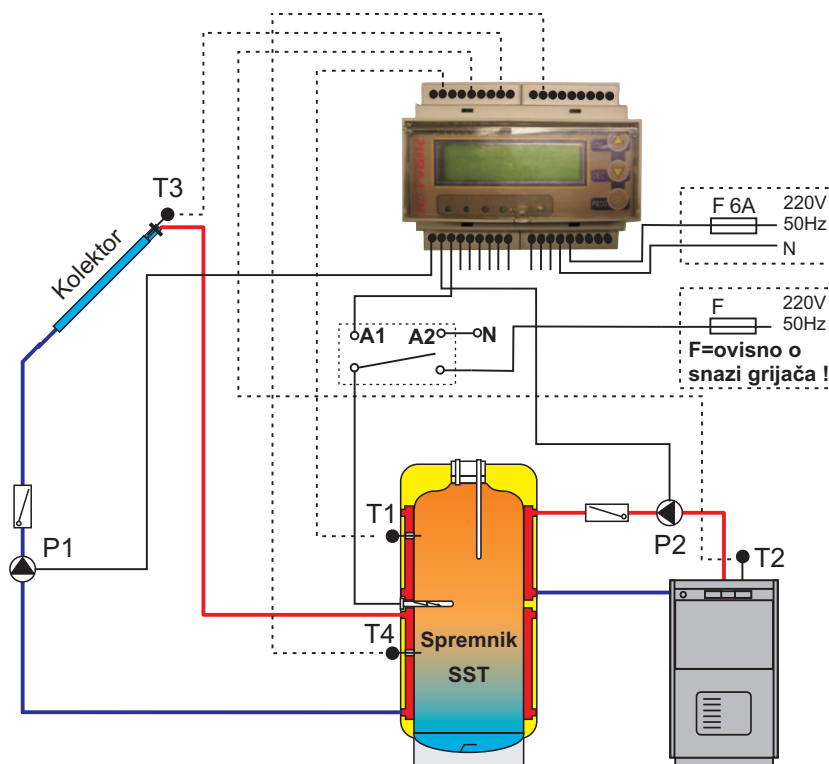 T3
Kolektor
F 6A
220V
50Hz
N
F
220V
50Hz
F=ovisno o
snazi grijača !
A1
A2
N
P1
T1
P2
T2
T4
Spremnik
SST